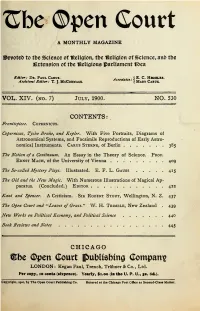 The Open Court
A MONTHLY MAGAZINE
Devoted to the Science of Religion, the Religion of Science, and the
Extension of the Religious Parliament Idea
Editor: DR. PAUL CARUS.
Assistant Editor: T. J. MCCORMACK.
Associates: { E. C. HEGELER.
MARY CARUS.
VOL. XIV. (NO. 7) JULY, 1900. NO. 530
CONTENTS:
Frontispiece. COPERNICUS.
Copernicus, Tycho Brahe, and Kepler. With Five Portraits, Diagrams of
Astronomical Systems, and Facsimile Reproductions of Early Astro-
nomical Instruments. CARUS STERNE, of Berlin . . . . . . . . 385
The Notion of a Continuum. An Essay in the Theory of Science. PROF.
ERNST MACH, of the University of Vienna . . . . . . . . . 409
The Re-called Mystery Plays. Illustrated. E. F. L. GAUSS . . . . . . 415
The Old and the New Magic. With Numerous Illustrations of Magical Ap-
paratus. (Concluded.) EDITOR . . . . . . . . . . . . 422
Kant and Spencer. A Criticism. SIR ROBERT STOUT, Wellington, N. Z. 437
The Open Court and "Leaves of Grass." W. H. TRIMBLE, New Zealand . 439
New Works on Political Economy, and Political Science . . . . . . . 440
Book Reviews and Notes . . . . . . . . . . . . . . 445
CHICAGO
The Open Court Publishing Company
LONDON: Kegan Paul, Trench, Trübner & Co., Ltd.
Per copy, 10 cents (sixpence). Yearly, $1.00 (in the U. P. U., 5s. 6d.).
Copyright, 1900, by The Open Court Publishing Co. Entered at the Chicago Post Office as Second-Class Matter.